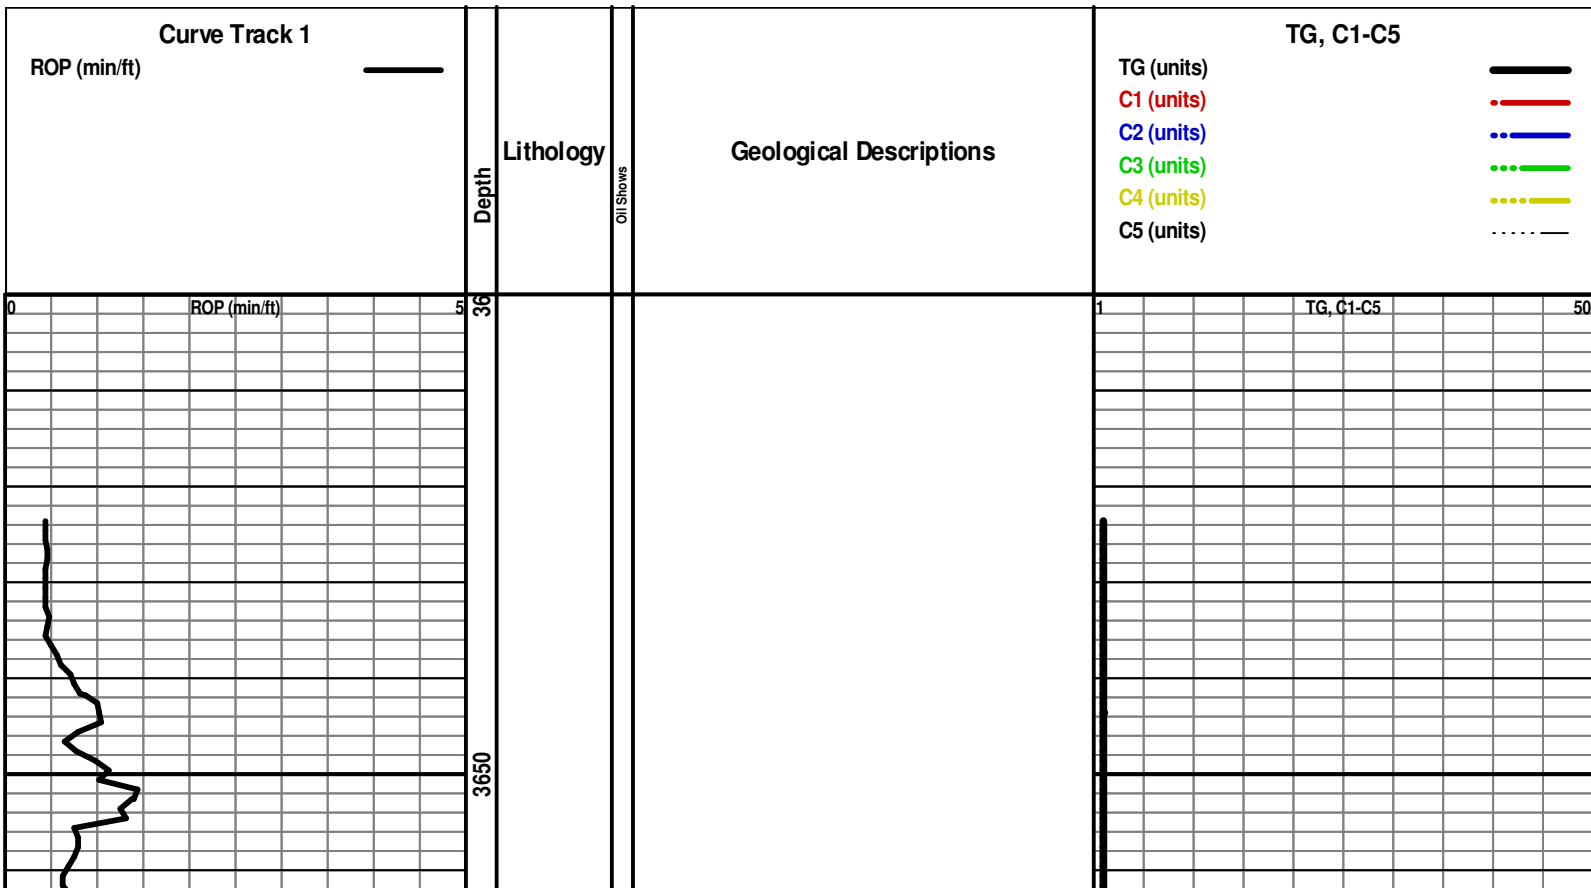 Curve Track 1
ROP (min/ft)
Depth
Lithology
Oil Shows
Geological Descriptions
TG, C1-C5
TG (units)
C1 (units)
C2 (units)
C3 (units)
C4 (units)
C5 (units)
0 ROP (min/ft) 5
36
1 TG, C1-C5 50
3650